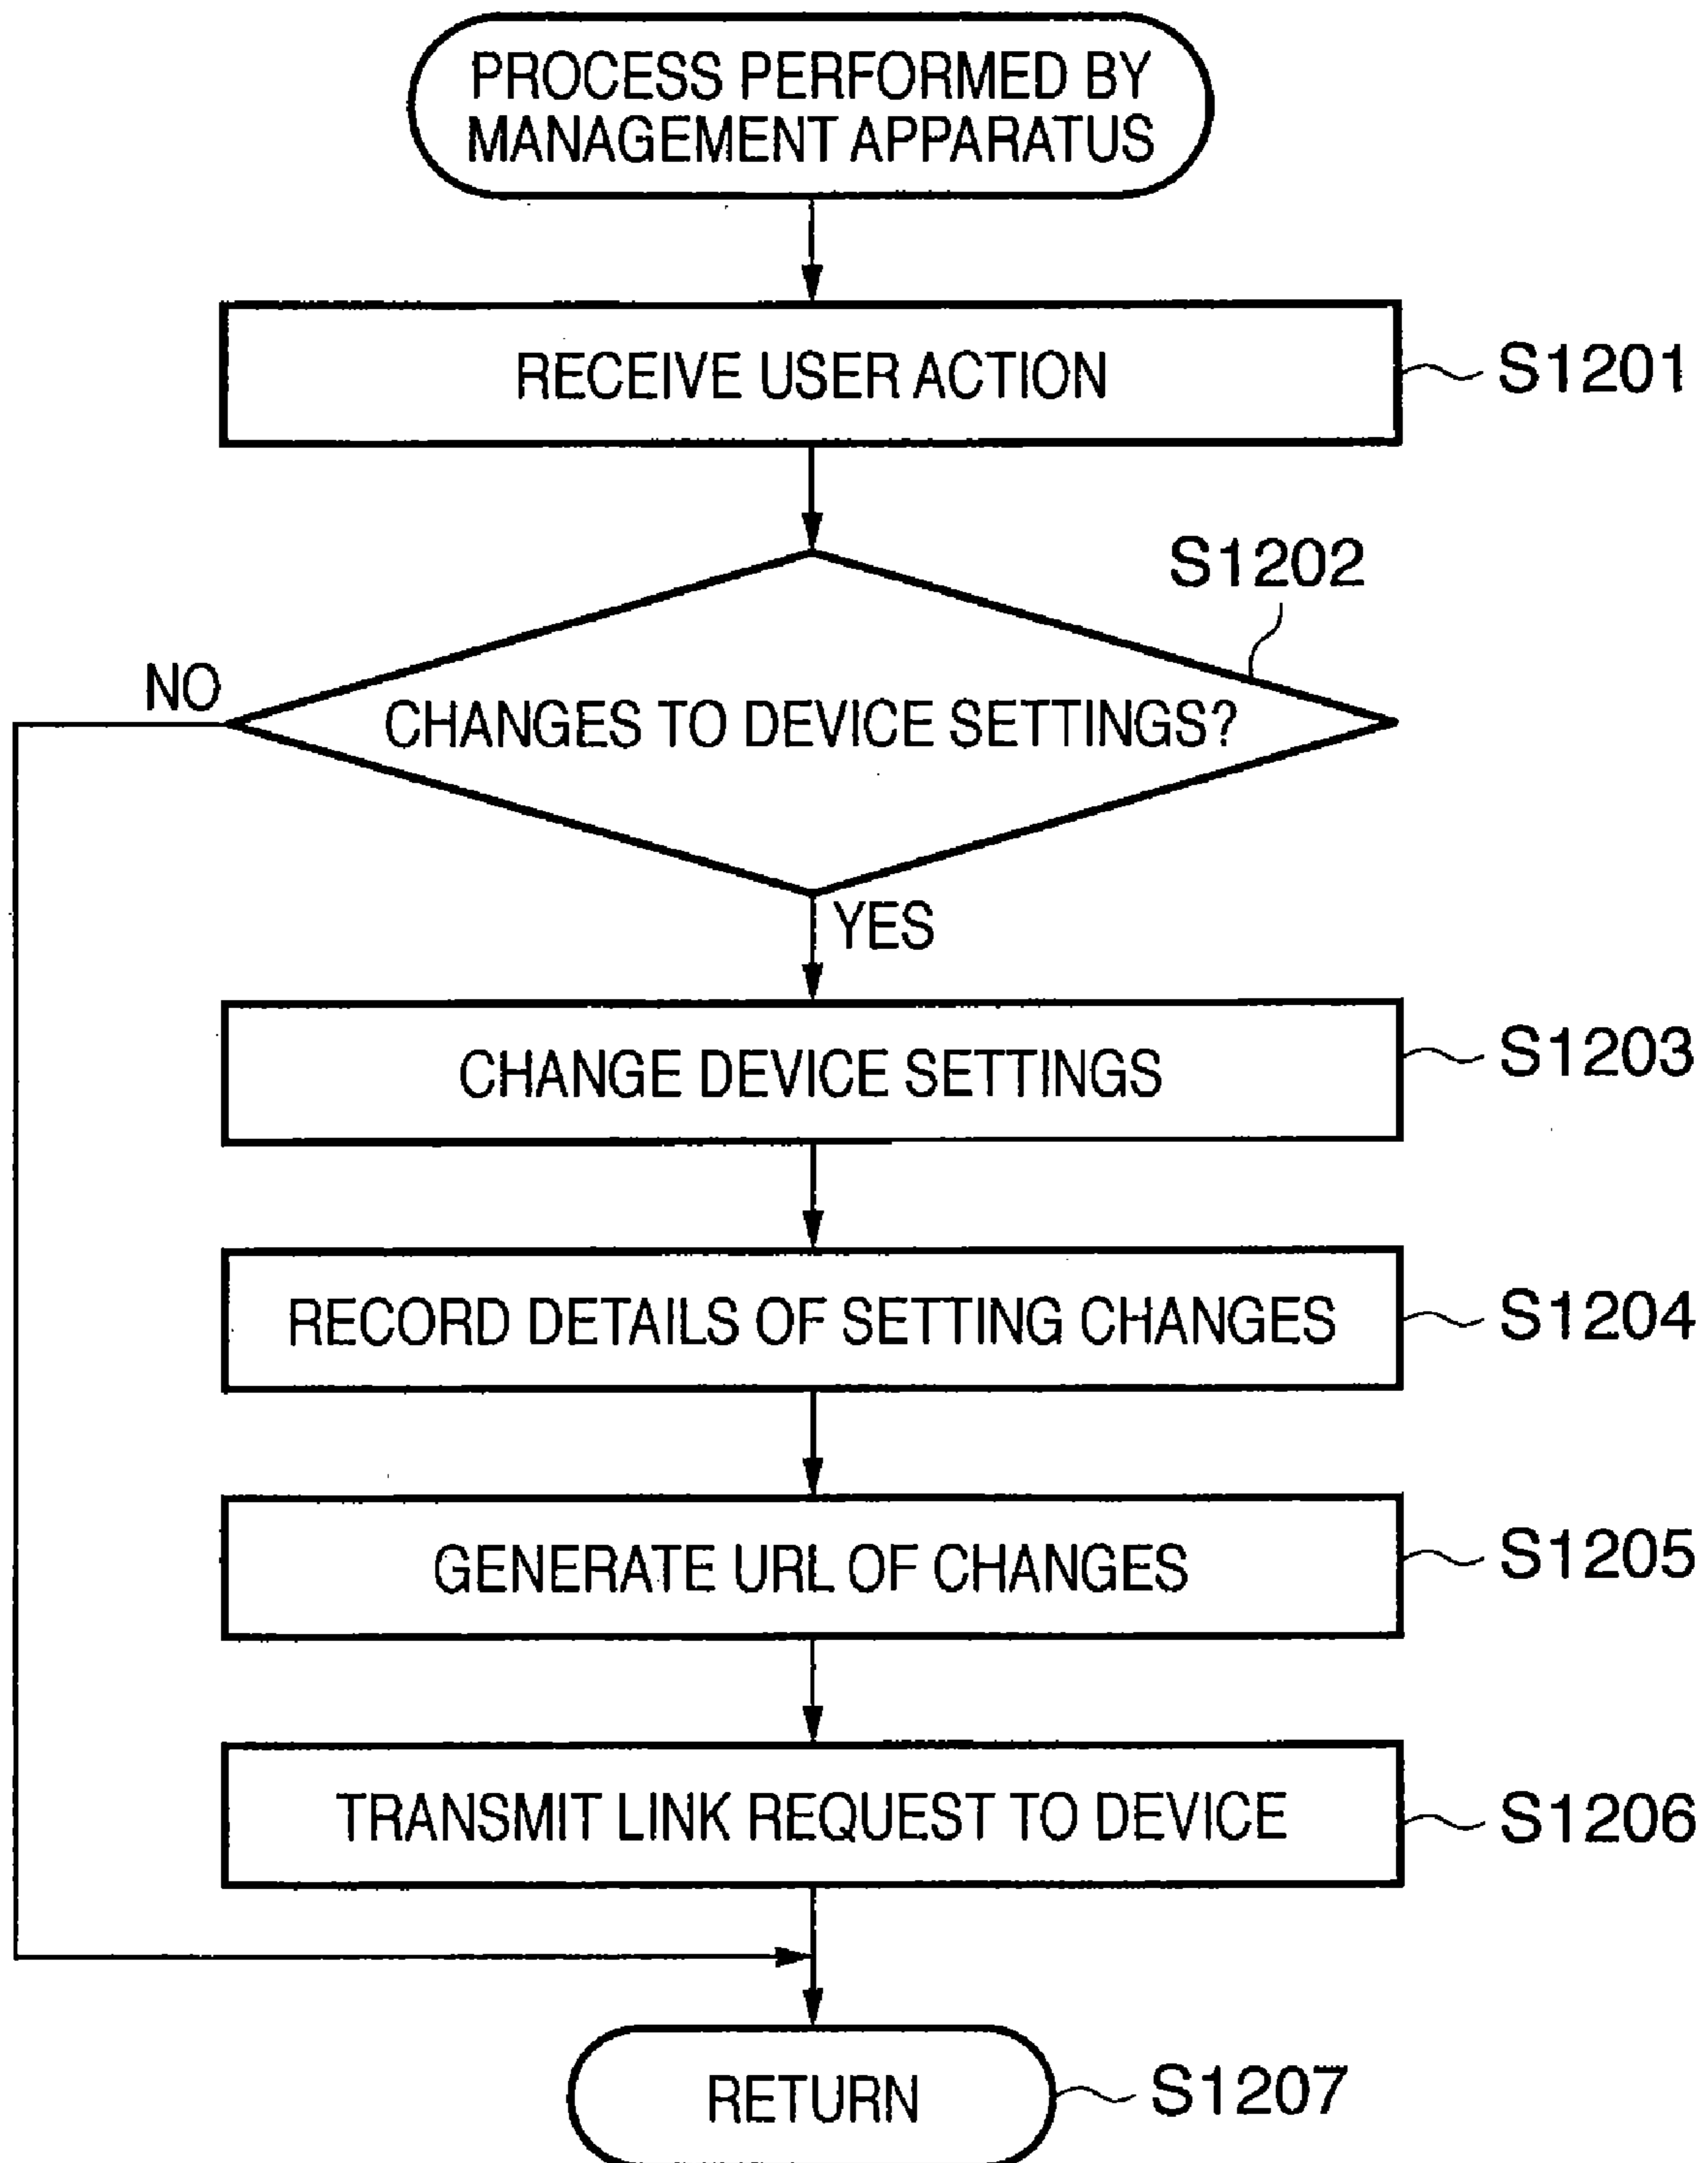 PROCESS PERFORMED BY
MANAGEMENT APPARATUS
RECEIVE USER ACTION
S1201
S1202
NO
CHANGES TO DEVICE SETTINGS?
YES
CHANGE DEVICE SETTINGS
S1203
RECORD DETAILS OF SETTING CHANGES
S1204
GENERATE URL OF CHANGES
S1205
TRANSMIT LINK REQUEST TO DEVICE
S1206
RETURN
S1207